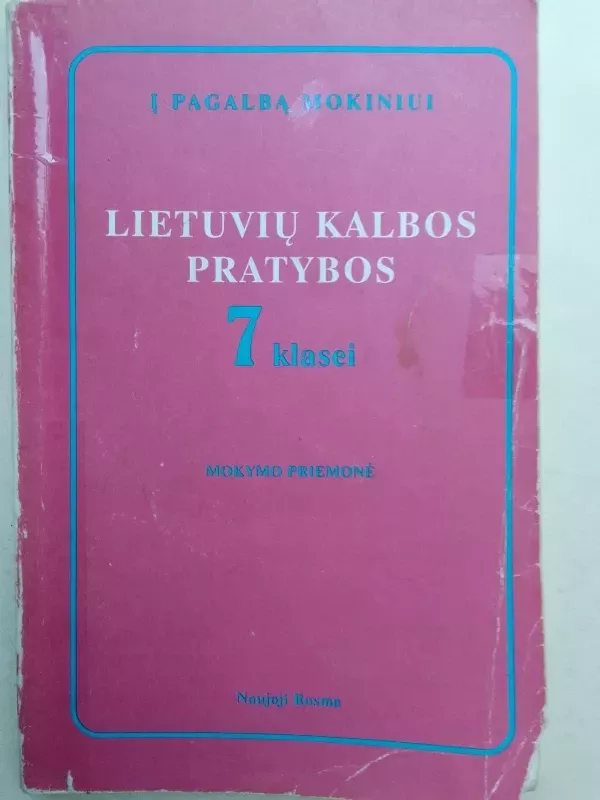 Į PAGALBĄ MOKINIUI
LIETUVIŲ KALBOS
PRATYBOS
7 klasei
MOKYMO PRIEMONĖ
Naujoji Rosma